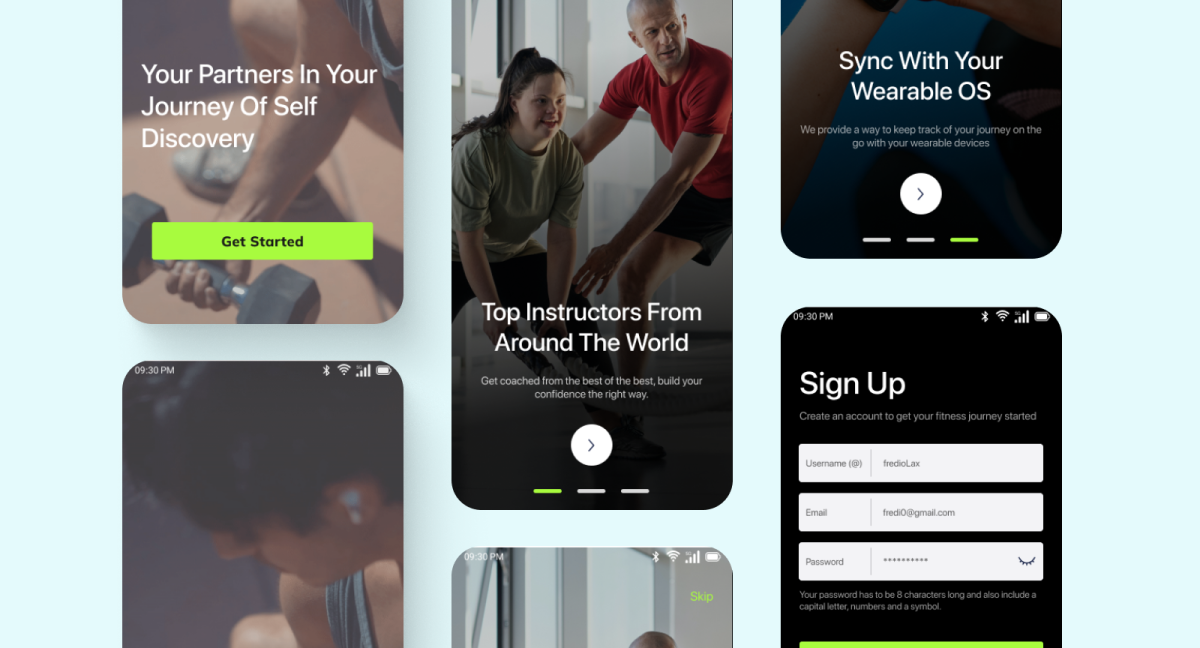 Your Partners In Your
Journey Of Self
Discovery
Get Started
09:30 PM
Top Instructors From
Around The World
Get coached from the best of the best, build your
confidence the right way.
09:30 PM
Skip
Sync With Your
Wearable OS
We provide a way to keep track of your journey on the
go with your wearable devices
09:30 PM
Sign Up
Create an account to get your fitness journey started
Username (@) fredioLax
Email fredi0@gmail.com
Password **********
Your password has to be 8 characters long and also include a
capital letter, numbers and a symbol.